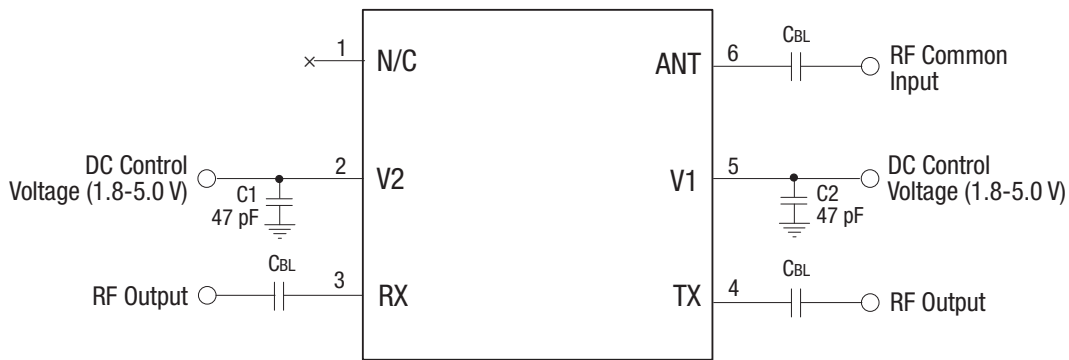 1
N/C
ANT
6
CBL
RF Common
Input
DC Control
Voltage (1.8-5.0 V)
2
V2
C1
47 pF
V1
5
DC Control
Voltage (1.8-5.0 V)
C2
47 pF
RF Output
CBL
3
RX
TX
4
CBL
RF Output